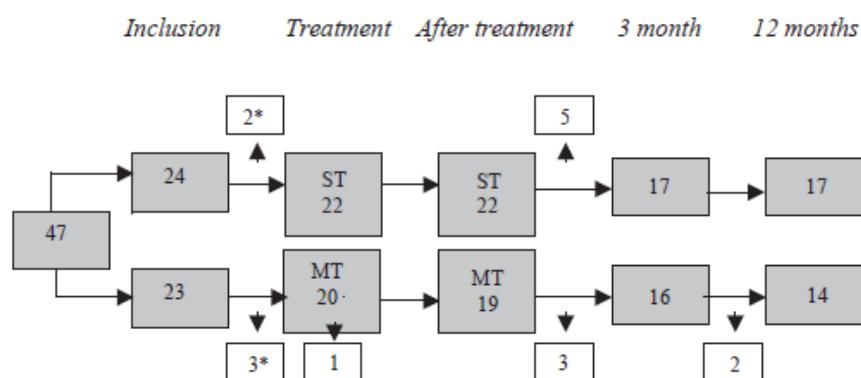 Inclusion Treatment After treatment 3 month 12 months
2* 5
24 ST 22 ST 22 17 17
47
23 MT 20 MT 19 16 14
3* 1 3 2